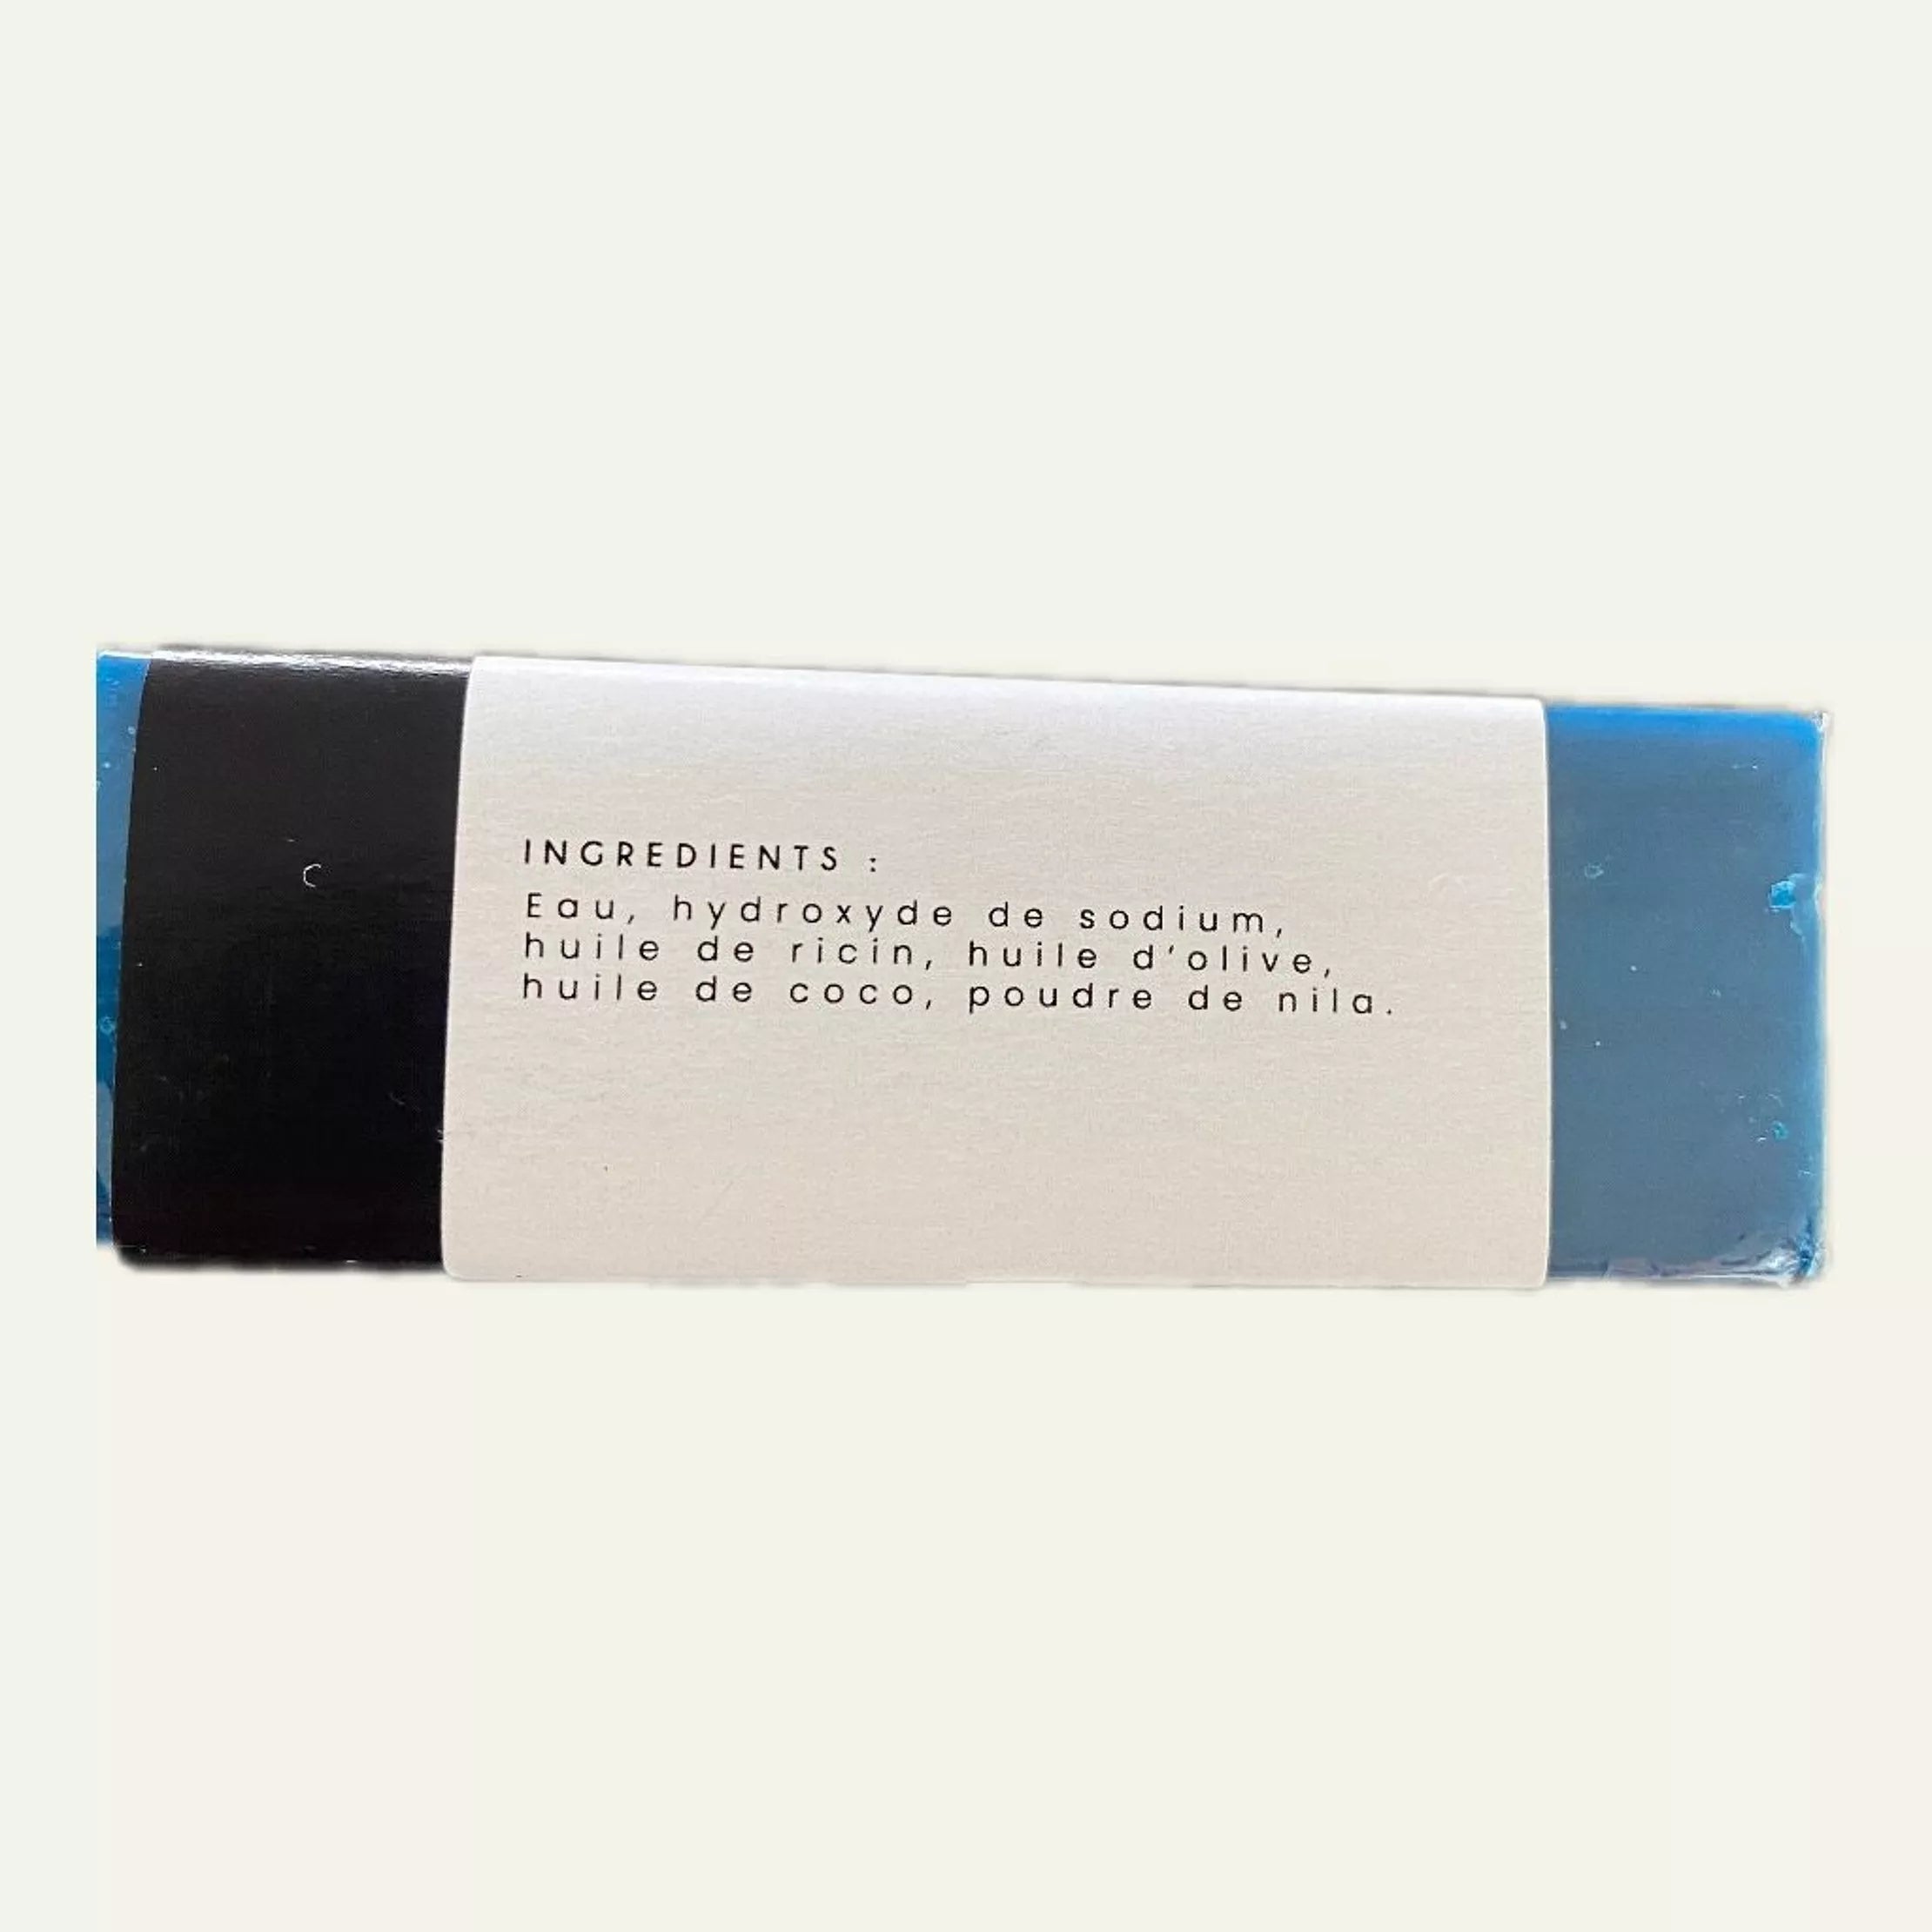 INGREDIENTS :
Eau, hydroxyde de sodium,
huile de ricin, huile d'olive,
huile de coco, poudre de nila.